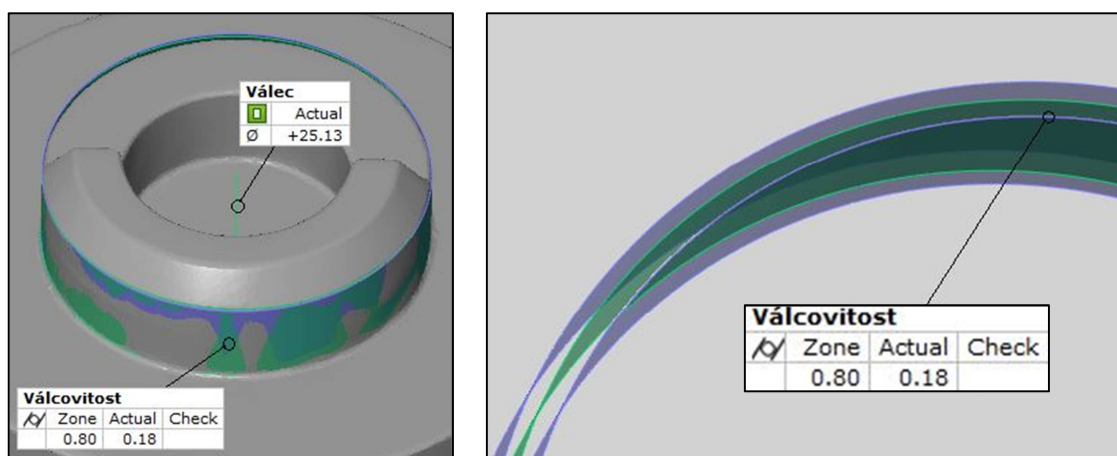 Válec
Actual
Ø +25.13
Válcovitost
Zone Actual Check
0.80 0.18
Válcovitost
Zone Actual Check
0.80 0.18